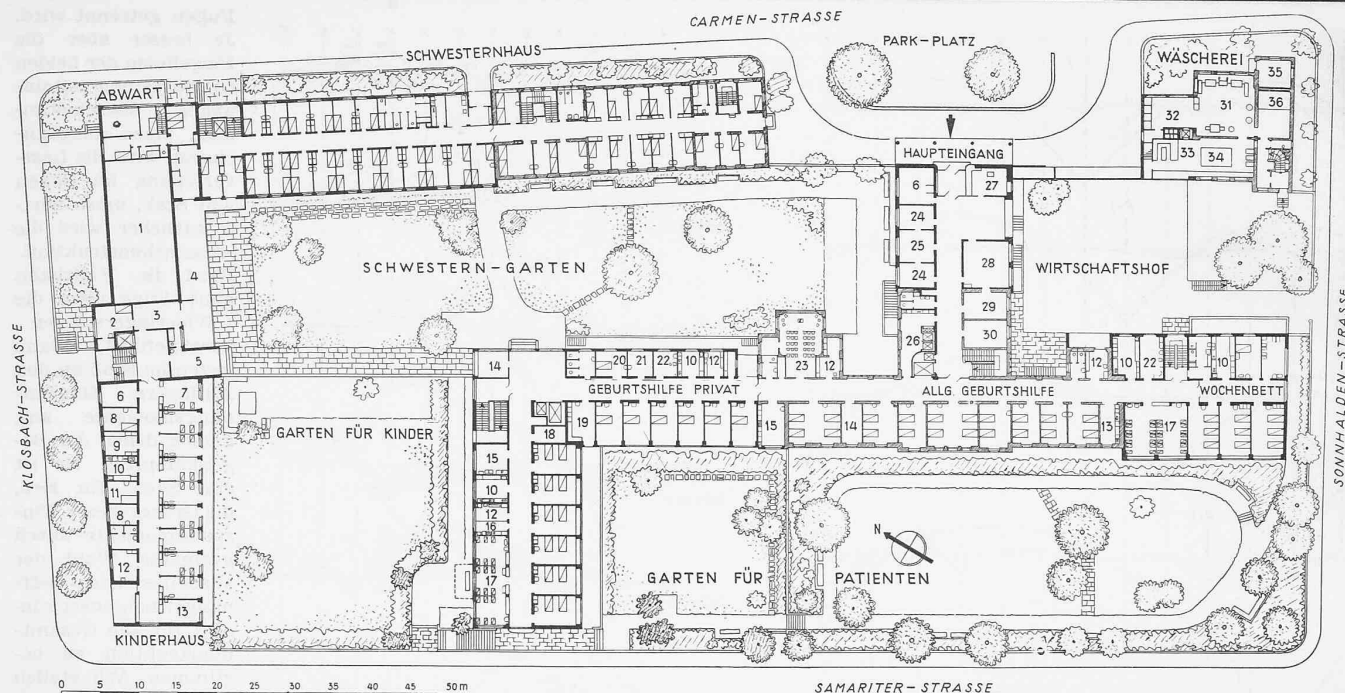 CARMEN-STRASSE
SCHWESTERNHAUS
PARK-PLATZ
WÄSCHEREI
ABWART
35
31
36
32
33
34
HAUPTEINGANG
1
4
6
27
24
25
28
24
SCHWESTERN-GARTEN
WIRTSCHAFTSHOF
29
30
26
2
3
5
KLOSBACH-STRASSE
SONNHALDEN-STRASSE
14
20
21
22
10
12
23
12
12
10
22
10
GEBURTSHILFE PRIVAT
ALLG. GEBURTSHILFE
WOCHENBETT
6
7
8
9
10
11
8
12
13
GARTEN FÜR KINDER
18
19
15
14
13
17
15
10
12
16
17
N
GARTEN FÜR PATIENTEN
KINDERHAUS
0 5 10 15 20 25 30 35 40 45 50 m
SAMARITER-STRASSE